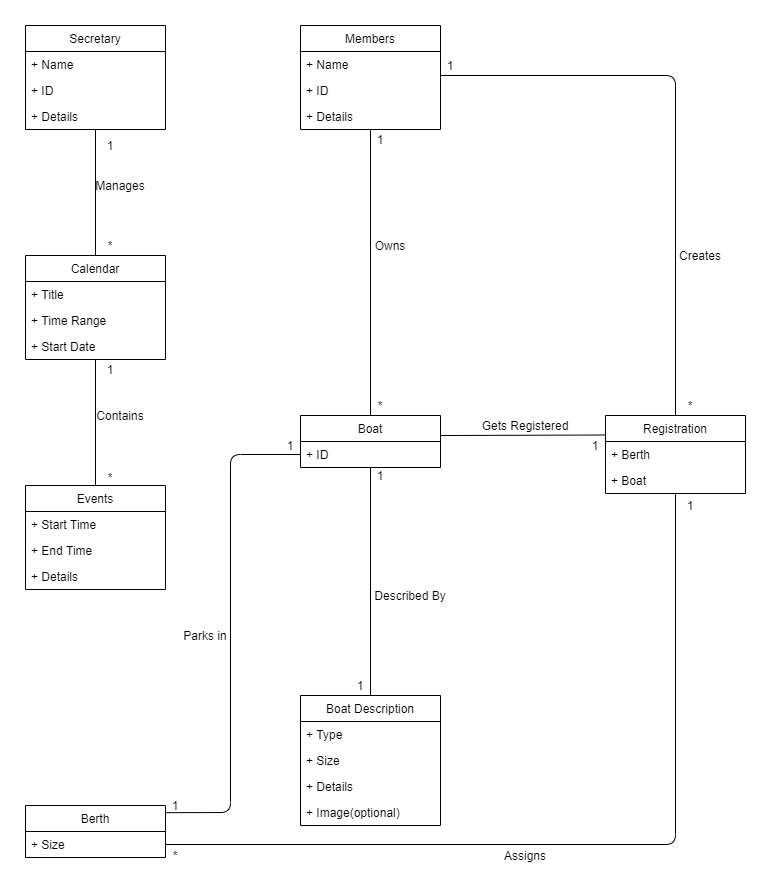 Secretary
+ Name
+ ID
+ Details
1
Manages
*
Calendar
+ Title
+ Time Range
+ Start Date
1
Contains
*
Events
+ Start Time
+ End Time
+ Details
Members
+ Name
+ ID
+ Details
1
1
Owns
Creates
*
*
Boat
+ ID
1
1
Gets Registered
1
Registration
+ Berth
+ Boat
1
Described By
Parks in
1
Boat Description
+ Type
+ Size
+ Details
+ Image(optional)
1
Berth
+ Size
*
Assigns